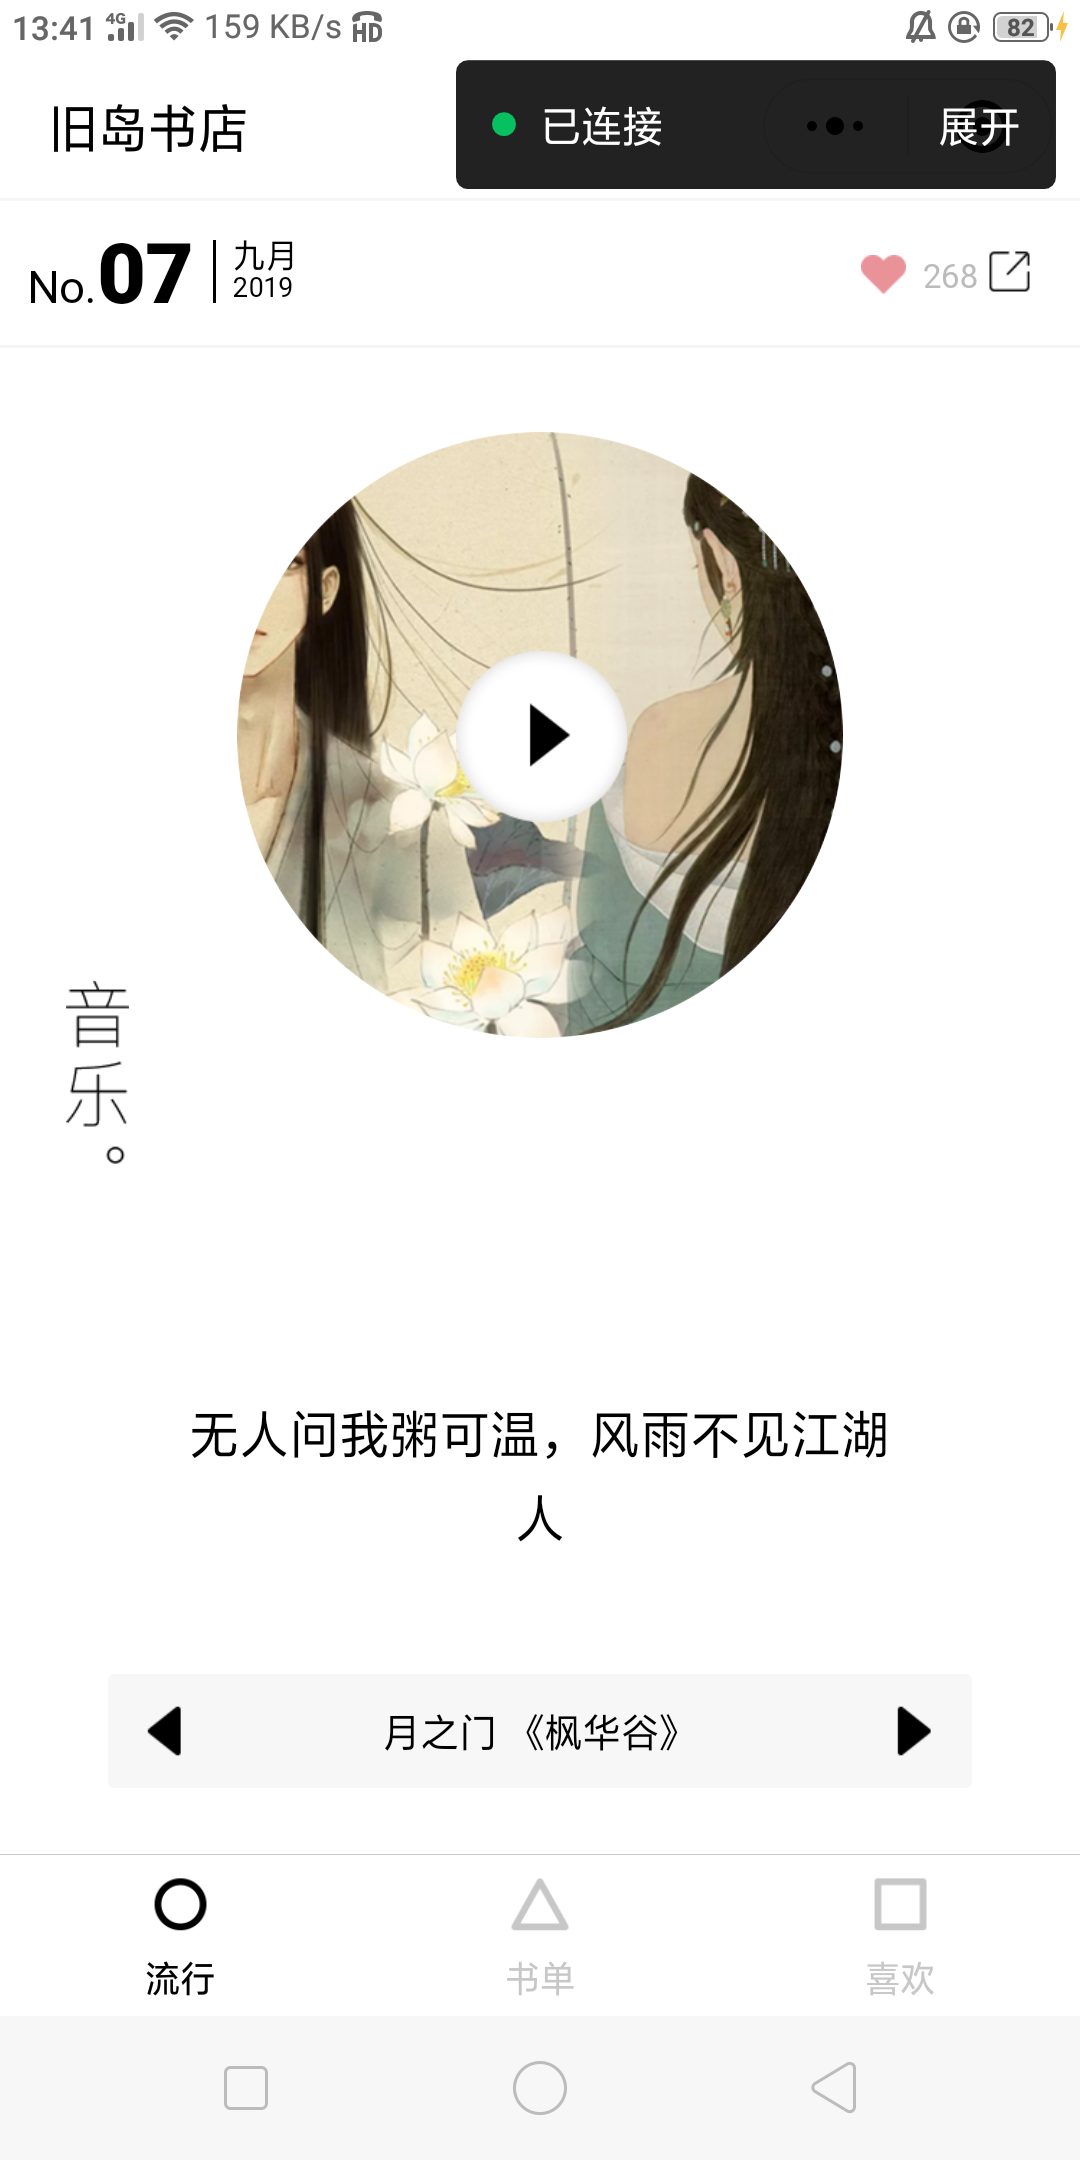 13:41 4G 159 KB/s HD 82
旧岛书店
已连接 展开
No.07 九月
2019
268
音乐。
无人问我粥可温，风雨不见江湖
人
月之门 《枫华谷》
流行 书单 喜欢